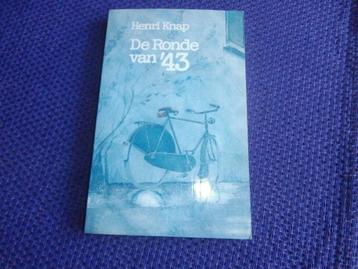 Henri Knap
De Ronde
van '43